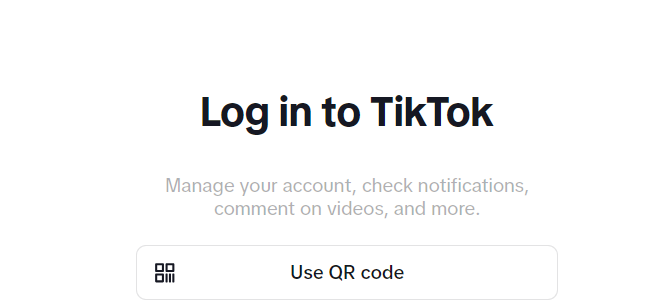 Log in to TikTok
Manage your account, check notifications,
comment on videos, and more.
Use QR code